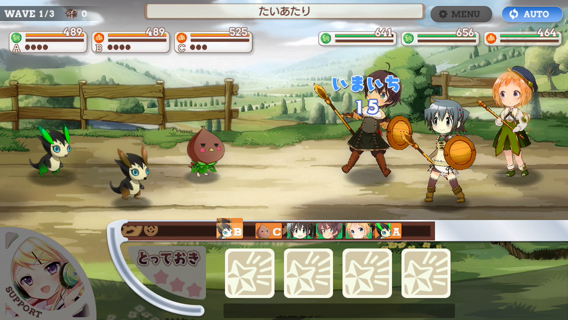 WAVE 1/3 0
たいあたり
MENU
AUTO
489 489 525
A B C
641 656 464
いまいち
15
B C A
とっておき
SUPPORT